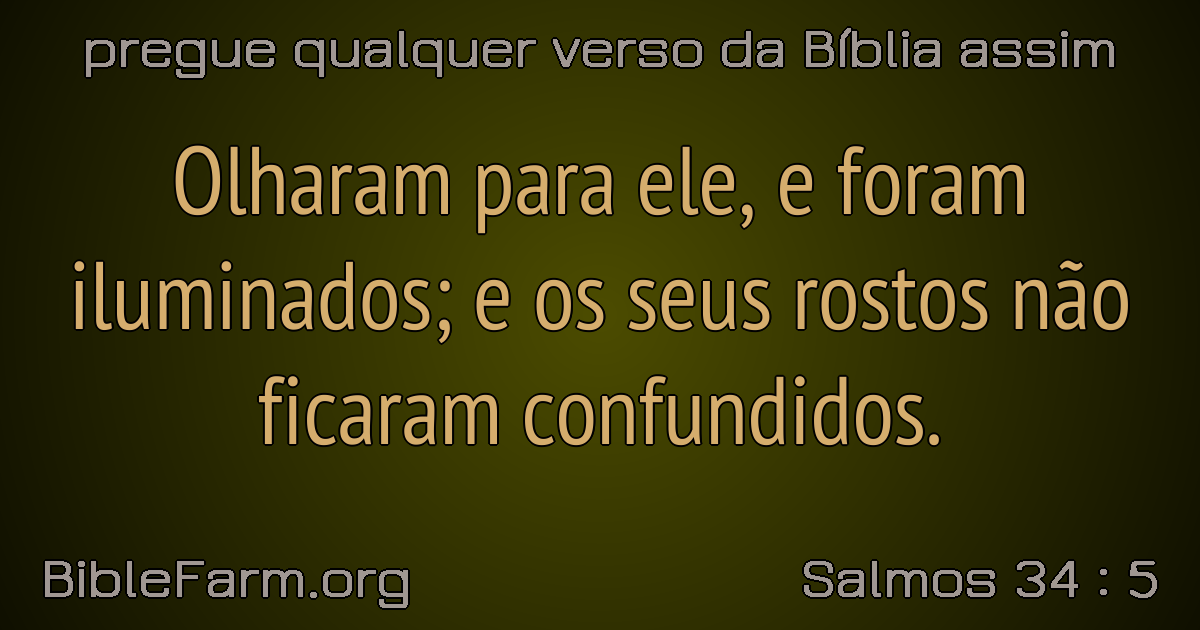 pregue qualquer verso da Bíblia assim
Olharam para ele, e foram
iluminados; e os seus rostos não
ficaram confundidos.
BibleFarm.org
Salmos 34 : 5